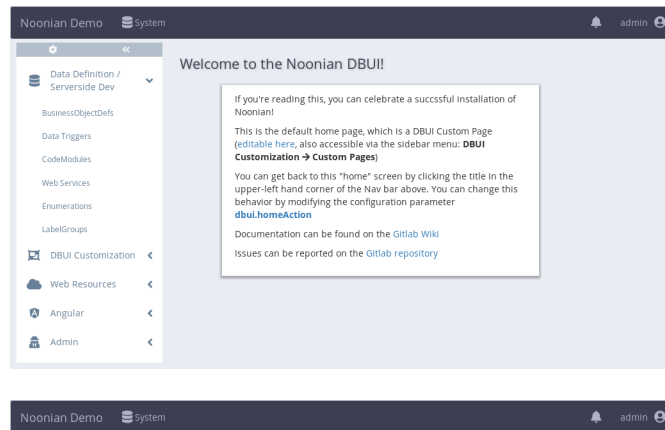 Noonian Demo System admin
Data Definition /
Serverside Dev
BusinessObjectDefs
Data Triggers
CodeModules
Web Services
Enumerations
LabelGroups
DBUI Customization
Web Resources
Angular
Admin
Welcome to the Noonian DBUI!
If you're reading this, you can celebrate a succssful installation of
Noonian!
This is the default home page, which is a DBUI Custom Page
(editable here, also accessible via the sidebar menu: DBUI
Customization → Custom Pages)
You can get back to this "home" screen by clicking the title in the
upper-left hand corner of the Nav bar above. You can change this
behavior by modifying the configuration parameter
dbui.homeAction
Documentation can be found on the Gitlab Wiki
Issues can be reported on the Gitlab repository
Noonian Demo System admin